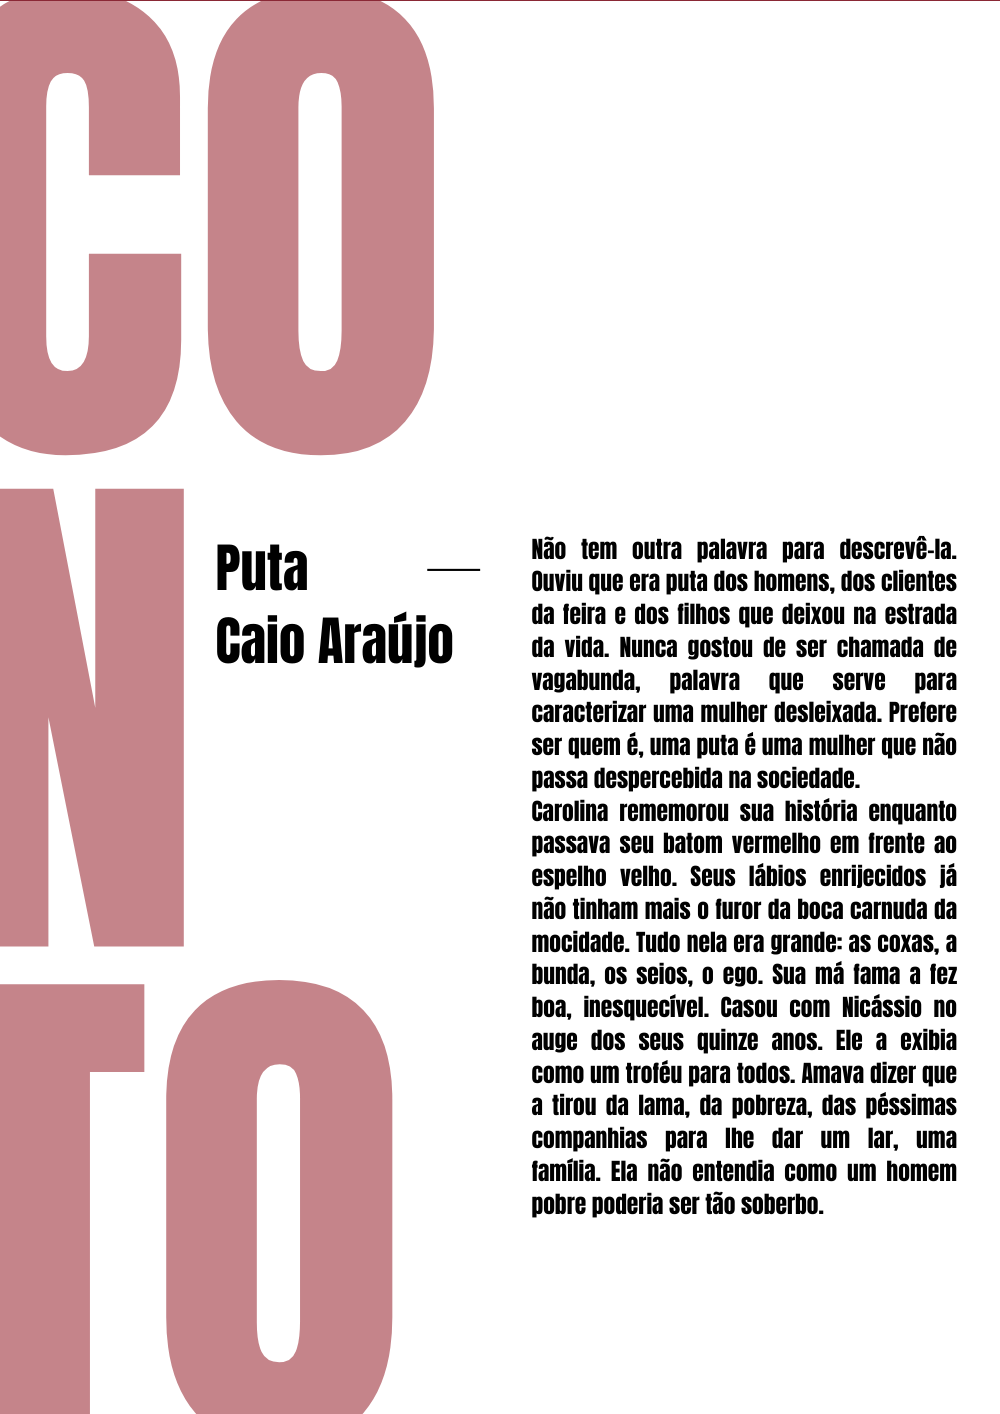 CO
N
TO
Puta
Caio Araújo
Não tem outra palavra para descrevê-la.
Ouviu que era puta dos homens, dos clientes
da feira e dos filhos que deixou na estrada
da vida. Nunca gostou de ser chamada de
vagabunda, palavra que serve para
caracterizar uma mulher desleixada. Prefere
ser quem é, uma puta é uma mulher que não
passa despercebida na sociedade.
Carolina rememorou sua história enquanto
passava seu batom vermelho em frente ao
espelho velho. Seus lábios enrijecidos já
não tinham mais o furor da boca carnuda da
mocidade. Tudo nela era grande: as coxas, a
bunda, os seios, o ego. Sua má fama a fez
boa, inesquecível. Casou com Nicássio no
auge dos seus quinze anos. Ele a exibia
como um troféu para todos. Amava dizer que
a tirou da lama, da pobreza, das péssimas
companhias para lhe dar um lar, uma
família. Ela não entendia como um homem
pobre poderia ser tão soberbo.